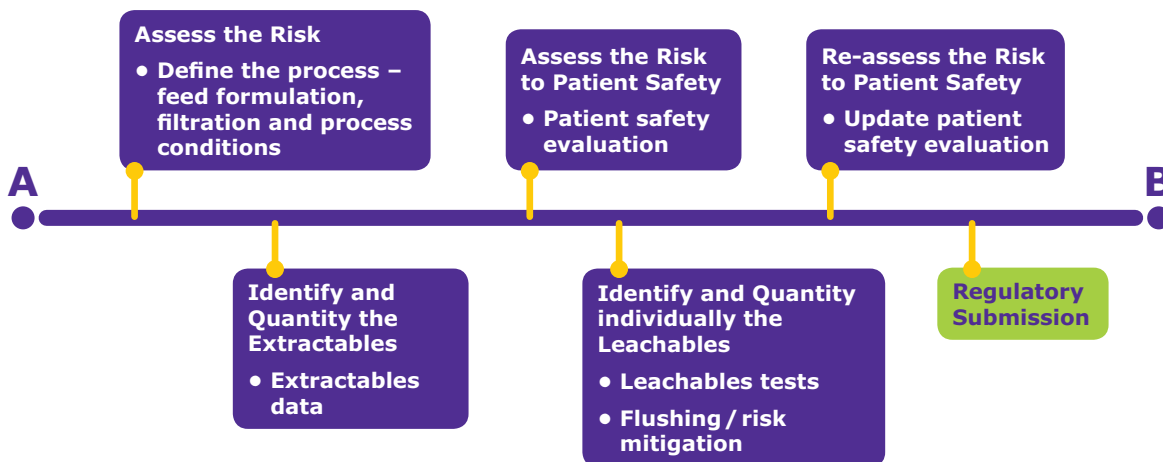 A
Assess the Risk
• Define the process –
feed formulation,
filtration and process
conditions
Identify and
Quantity the
Extractables
• Extractables
data
Assess the Risk
to Patient Safety
• Patient safety
evaluation
Identify and Quantity
individually the
Leachables
• Leachables tests
• Flushing / risk
mitigation
Re-assess the Risk
to Patient Safety
• Update patient
safety evaluation
Regulatory
Submission
B